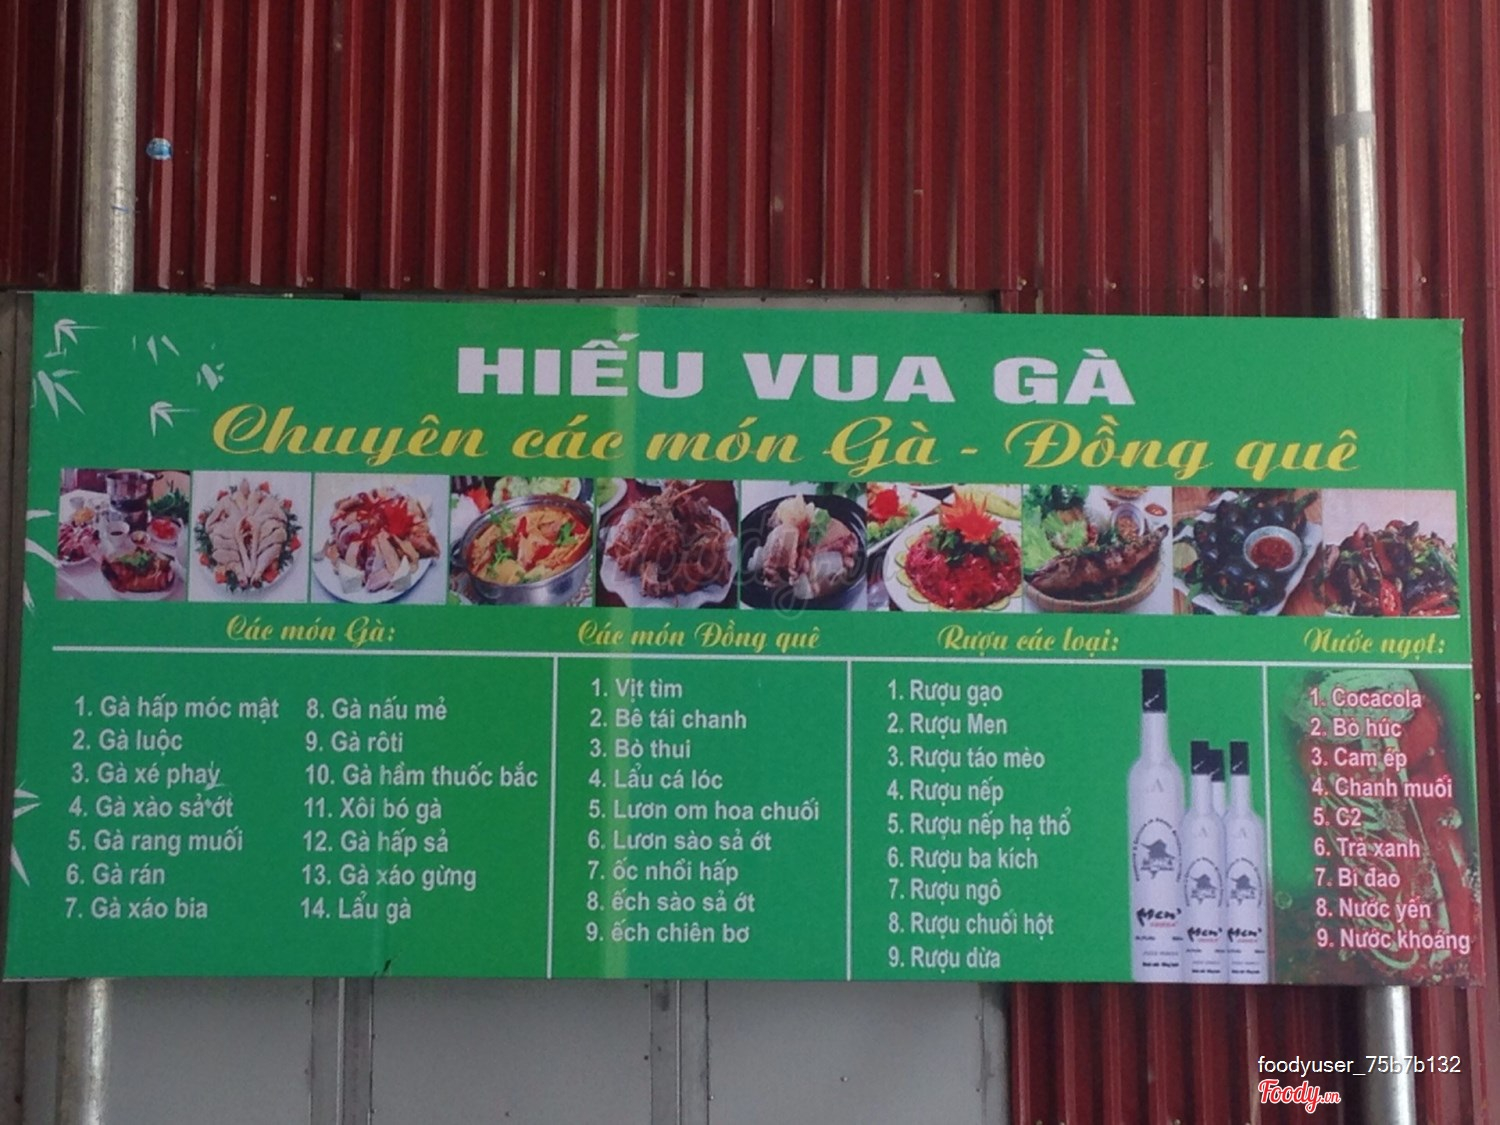 HIẾU VUA GÀ
Chuyên các món Gà - Đồng quê
Các món Gà:
1. Gà hấp móc mật
2. Gà luộc
3. Gà xé phay
4. Gà xào sả ớt
5. Gà rang muối
6. Gà rán
7. Gà xáo bia
8. Gà nấu mẻ
9. Gà rôti
10. Gà hầm thuốc bắc
11. Xôi bó gà
12. Gà hấp sả
13. Gà xáo gừng
14. Lẩu gà
Các món Đồng quê
1. Vịt tìm
2. Bê tái chanh
3. Bò thui
4. Lẩu cá lóc
5. Lươn om hoa chuối
6. Lươn sào sả ớt
7. ốc nhồi hấp
8. ếch sào sả ớt
9. ếch chiên bơ
Rượu các loại:
1. Rượu gạo
2. Rượu Men
3. Rượu táo mèo
4. Rượu nếp
5. Rượu nếp hạ thổ
6. Rượu ba kích
7. Rượu ngô
8. Rượu chuối hột
9. Rượu dừa
Men'
Men'
Men'
Nước ngọt:
1. Cocacola
2. Bò húc
3. Cam ép
4. Chanh muối
5. C2
6. Trà xanh
7. Bí đao
8. Nước yến
9. Nước khoáng
foodyuser_75b7b132
Foody.vn